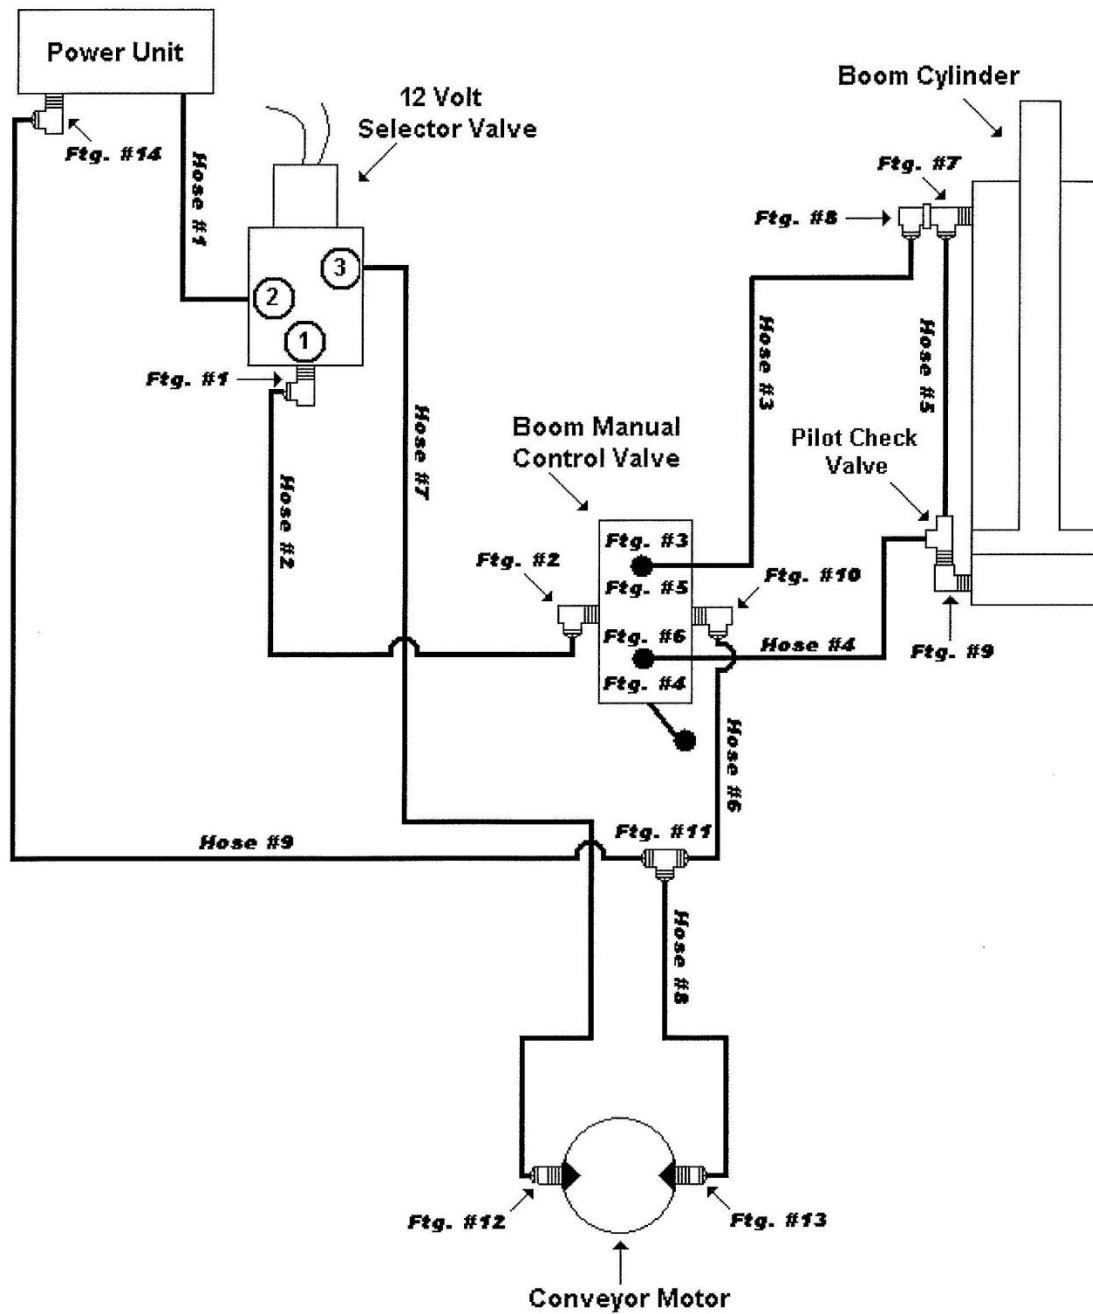 Power Unit
12 Volt
Selector Valve
Boom Cylinder
Ftg. #14
Hose #1
Ftg. #7
Ftg. #8
3
2
1
Ftg. #1
Hose #2
Hose #7
Hose #3
Hose #5
Boom Manual
Control Valve
Pilot Check
Valve
Ftg. #3
Ftg. #2
Ftg. #5
Ftg. #10
Ftg. #6
Hose #4
Ftg. #9
Ftg. #4
Hose #6
Hose #9
Ftg. #11
Hose #8
Ftg. #12
Ftg. #13
Conveyor Motor